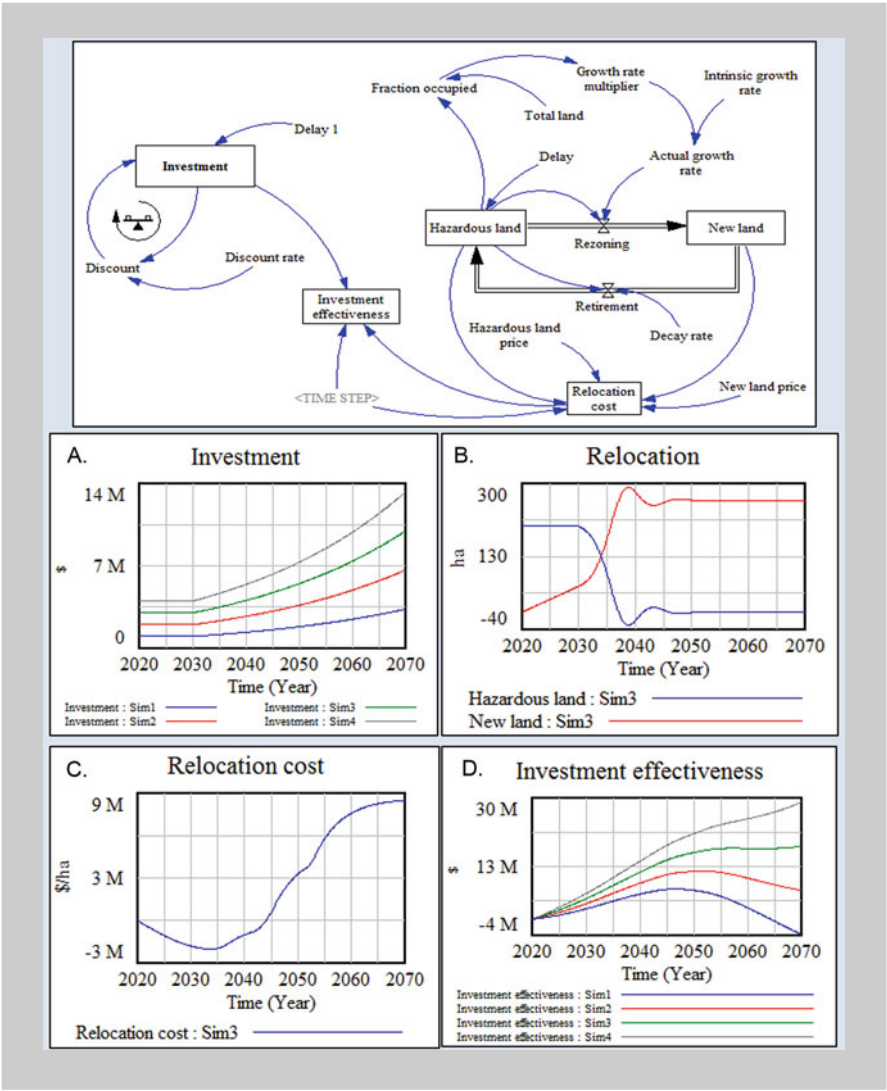 Fraction occupied
Growth rate
multiplier
Intrinsic growth
rate
Total land
Delay 1
Investment
Delay
Actual growth
rate
Hazardous land
Rezoning
New land
Discount
Discount rate
Investment
effectiveness
Retirement
Hazardous land
price
Decay rate
<TIME STEP>
Relocation
cost
New land price
A.
Investment
14 M
7 M
0
$
2020 2030 2040 2050 2060 2070
Time (Year)
Investment : Sim1
Investment : Sim2
Investment : Sim3
Investment : Sim4
B.
Relocation
300
130
-40
ha
2020 2030 2040 2050 2060 2070
Time (Year)
Hazardous land : Sim3
New land : Sim3
C.
Relocation cost
9 M
3 M
-3 M
$/ha
2020 2030 2040 2050 2060 2070
Time (Year)
Relocation cost : Sim3
D.
Investment effectiveness
30 M
13 M
-4 M
$
2020 2030 2040 2050 2060 2070
Time (Year)
Investment effectiveness : Sim1
Investment effectiveness : Sim2
Investment effectiveness : Sim3
Investment effectiveness : Sim4